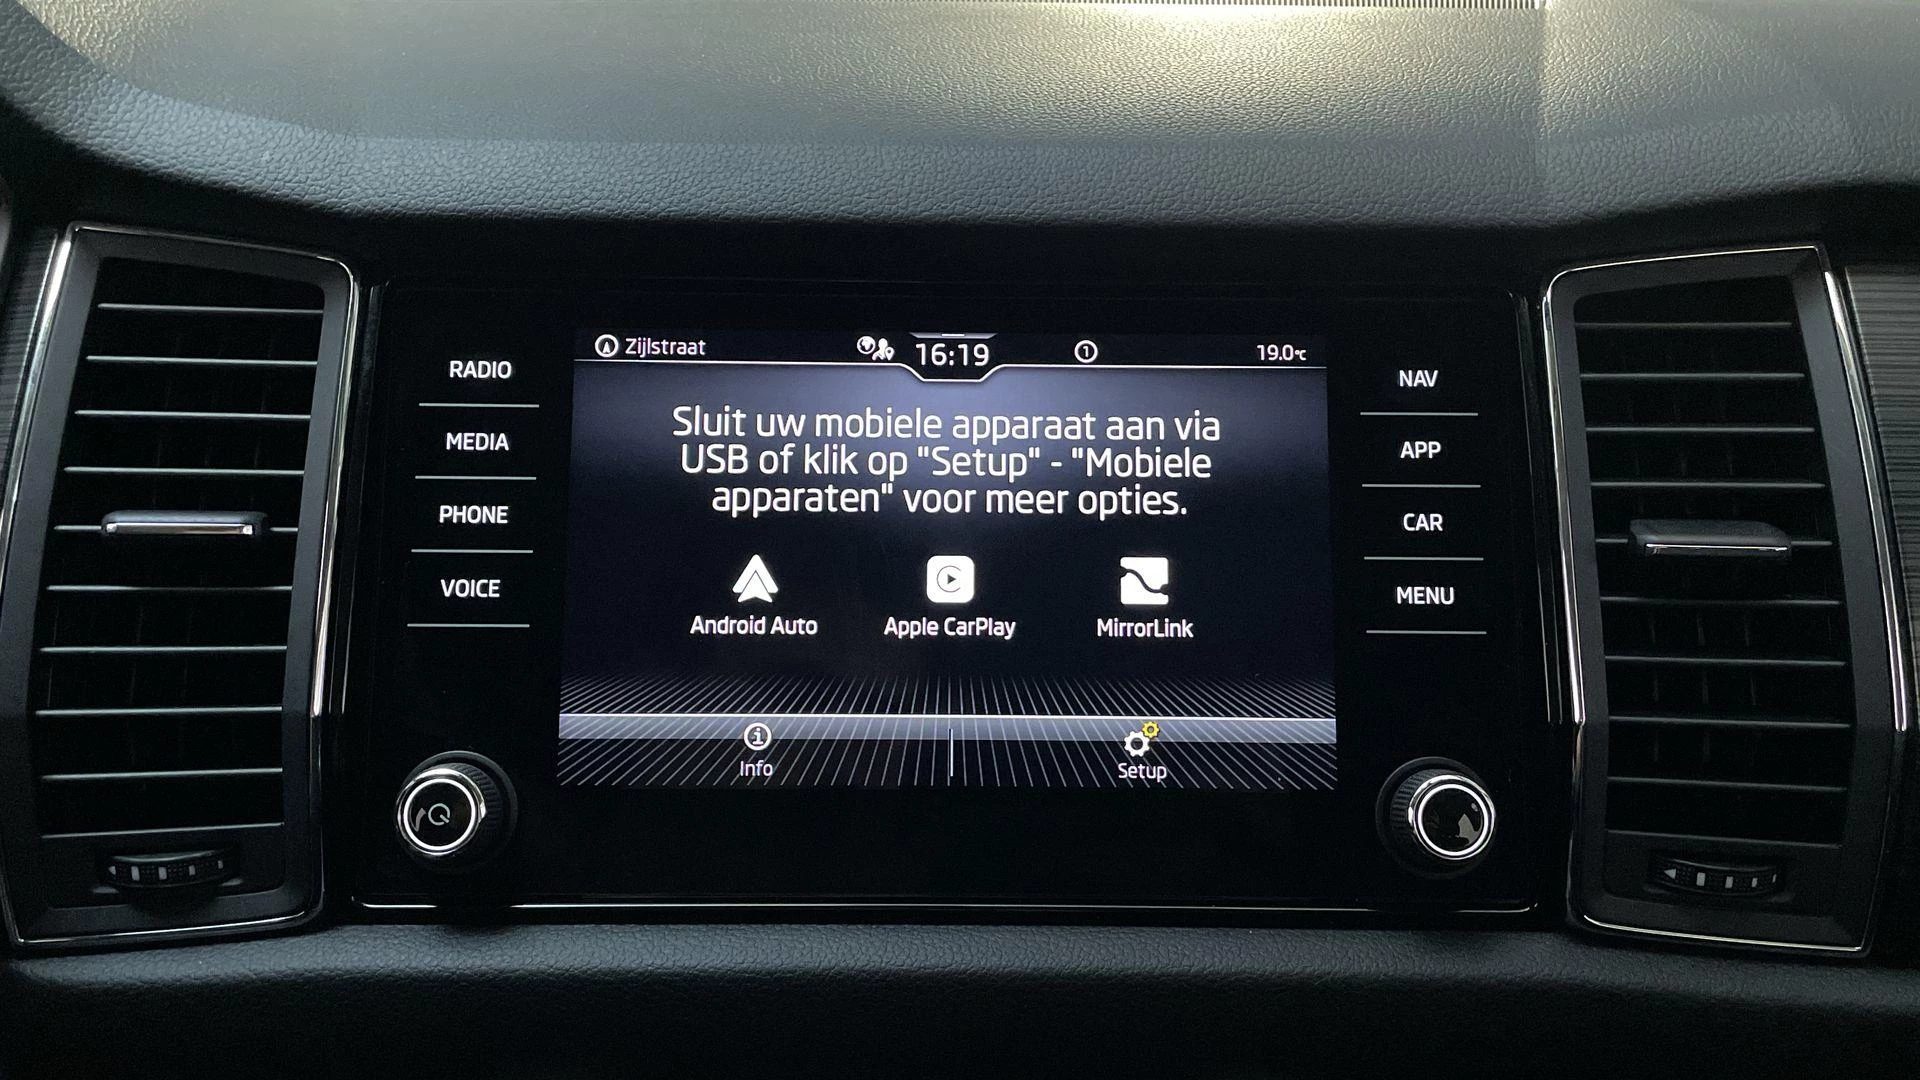 Zijlstraat
16:19
1
19.0°C
RADIO
MEDIA
PHONE
VOICE
Sluit uw mobiele apparaat aan via
USB of klik op "Setup" - "Mobiele
apparaten" voor meer opties.
Android Auto
Apple CarPlay
MirrorLink
Info
Setup
NAV
APP
CAR
MENU